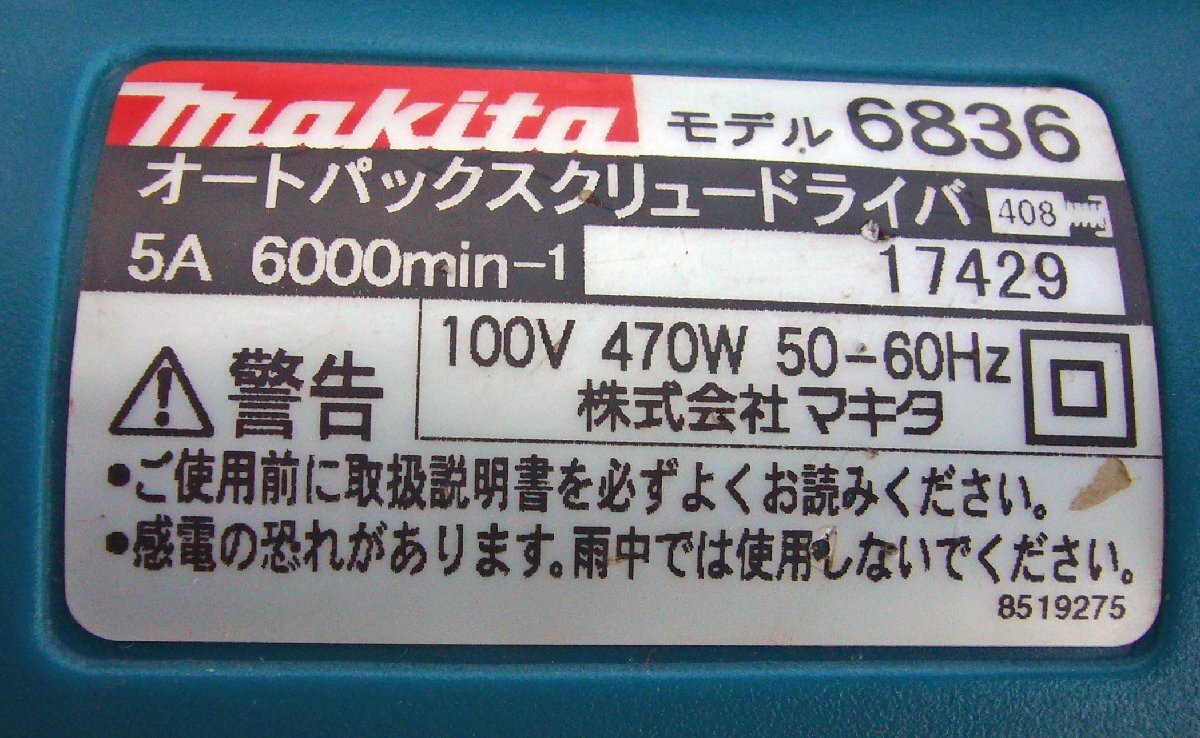 makita モデル 6836
オートパックスクリュードライバ 408
5A 6000min-1 17429
100V 470W 50-60Hz
株式会社 マキタ
警告
•ご使用前に取扱説明書を必ずよくお読みください。
•感電の恐れがあります。雨中では使用しないでください。
8519275